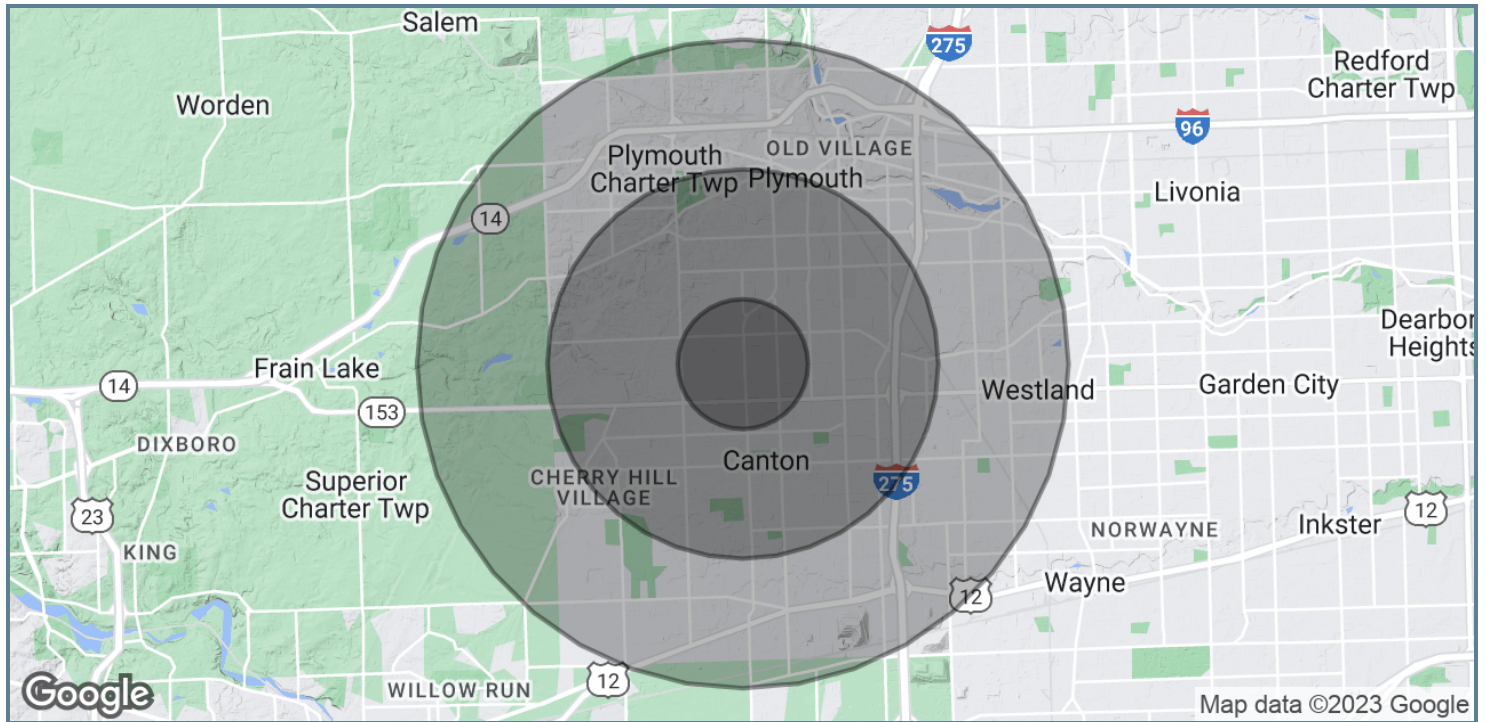 Salem
275
Redford
Charter Twp
Worden
96
OLD VILLAGE
Plymouth
Charter Twp
Plymouth
Livonia
14
Dearbor
Heights
Frain Lake
14
Westland
Garden City
153
DIXBORO
Canton
CHERRY HILL
VILLAGE
275
Superior
Charter Twp
23
12
Inkster
NORWAYNE
KING
Wayne
12
12
WILLOW RUN
Google
Map data ©2023 Google